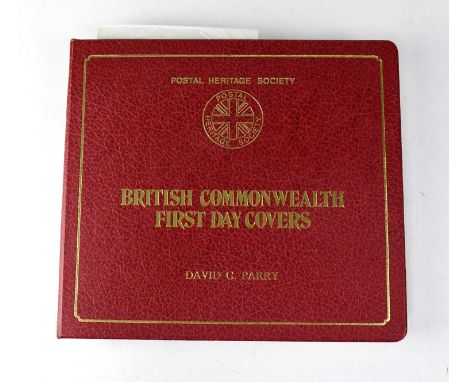 POSTAL HERITAGE SOCIETY
POSTAL
HERITAGE SOCIETY
BRITISH COMMONWEALTH
FIRST DAY COVERS
DAVID G. PARRY